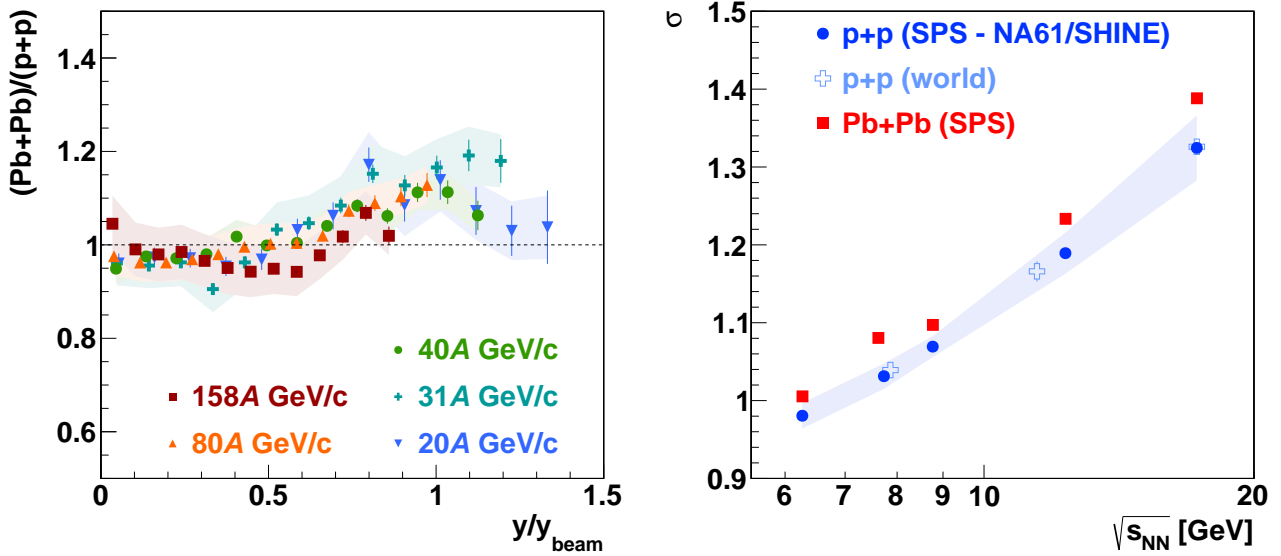 (Pb+Pb)/(p+p)
1.4
1.2
1
0.8
0.6
40A GeV/c
158A GeV/c
31A GeV/c
80A GeV/c
20A GeV/c
0
0.5
1
1.5
y/y_beam
σ
1.5
1.4
1.3
1.2
1.1
1
0.9
p+p (SPS - NA61/SHINE)
p+p (world)
Pb+Pb (SPS)
6
7
8
9
10
20
√s_NN [GeV]